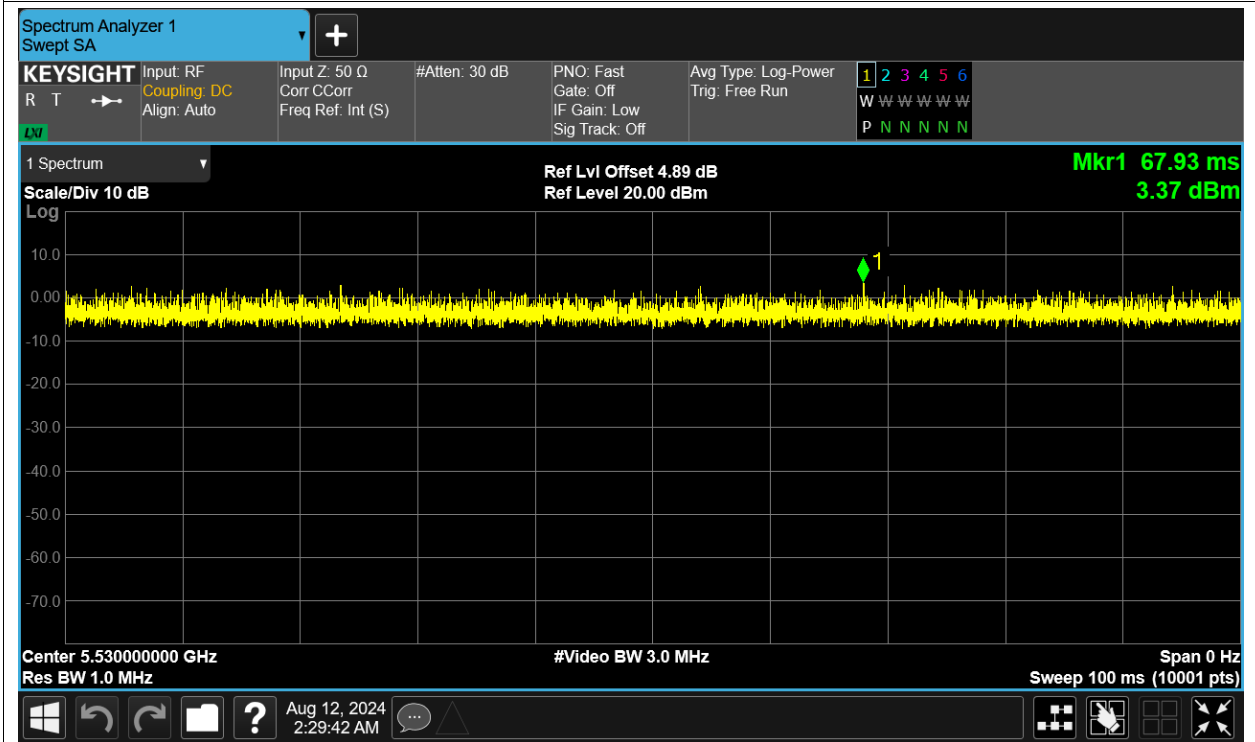 Spectrum Analyzer 1
Swept SA
▼
+
KEYSIGHT
R T
LXI
Input: RF
Coupling: DC
Align: Auto
Input Z: 50 Ω
Corr CCorr
Freq Ref: Int (S)
#Atten: 30 dB
PNO: Fast
Gate: Off
IF Gain: Low
Sig Track: Off
Avg Type: Log-Power
Trig: Free Run
1 2 3 4 5 6
W W W W W W
P N N N N N
1 Spectrum ▼
Scale/Div 10 dB
Log
Ref Lvl Offset 4.89 dB
Ref Level 20.00 dBm
Mkr1 67.93 ms
3.37 dBm
1
10.0
0.00
-10.0
-20.0
-30.0
-40.0
-50.0
-60.0
-70.0
Center 5.530000000 GHz
Res BW 1.0 MHz
#Video BW 3.0 MHz
Span 0 Hz
Sweep 100 ms (10001 pts)
?
Aug 12, 2024
2:29:42 AM